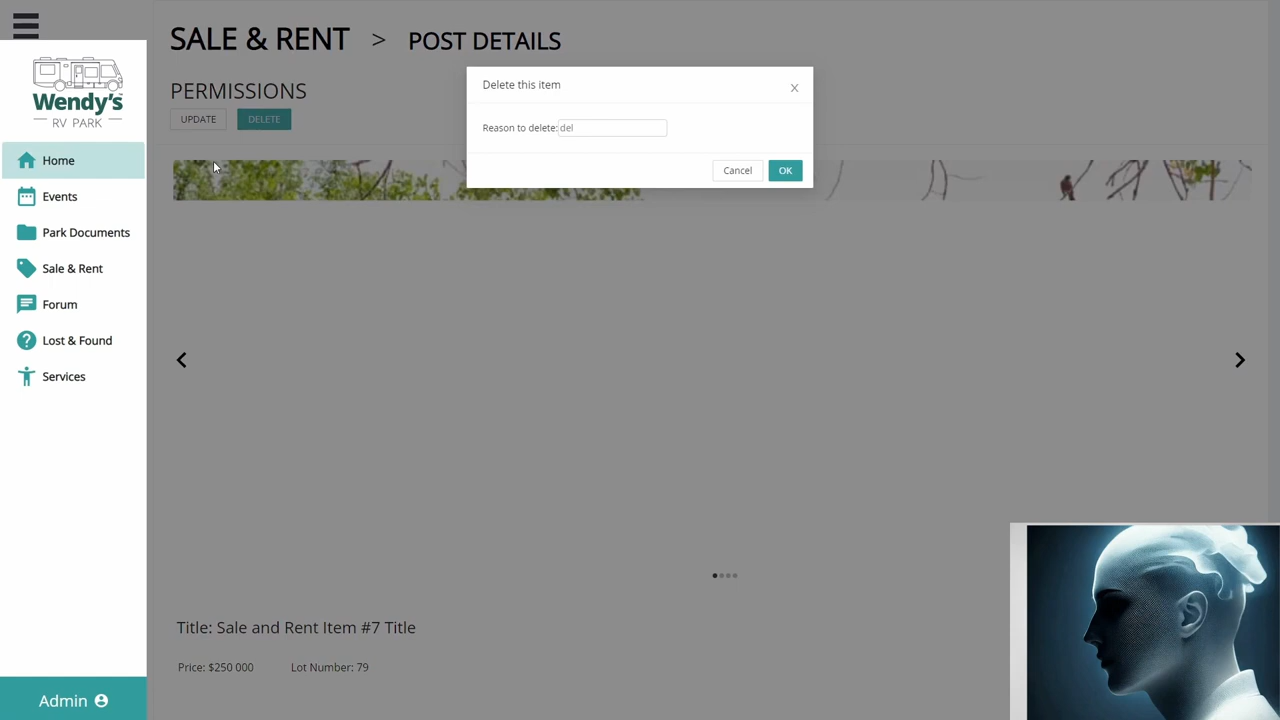 SALE & RENT > POST DETAILS
PERMISSIONS
UPDATE DELETE
Delete this item X
Reason to delete: del
Cancel OK
Wendy's
RV PARK
Home
Events
Park Documents
Sale & Rent
Forum
Lost & Found
Services
Title: Sale and Rent Item #7 Title
Price: $250 000 Lot Number: 79
Admin